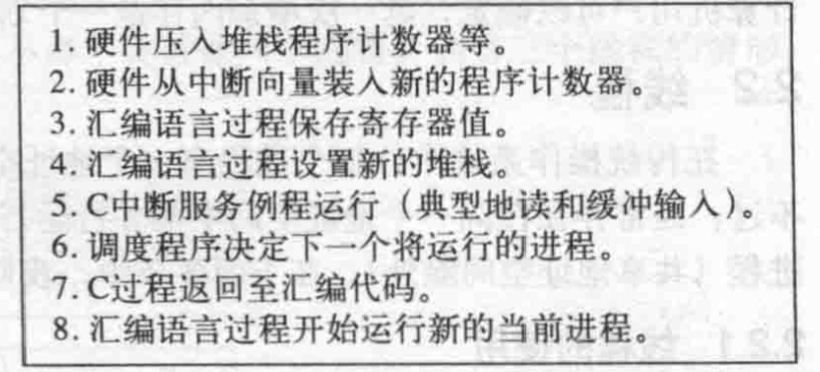 1. 硬件压入堆栈程序计数器等。
2. 硬件从中断向量装入新的程序计数器。
3. 汇编语言过程保存寄存器值。
4. 汇编语言过程设置新的堆栈。
5. C中断服务例程运行（典型地读和缓冲输入）。
6. 调度程序决定下一个将运行的进程。
7. C过程返回至汇编代码。
8. 汇编语言过程开始运行新的当前进程。